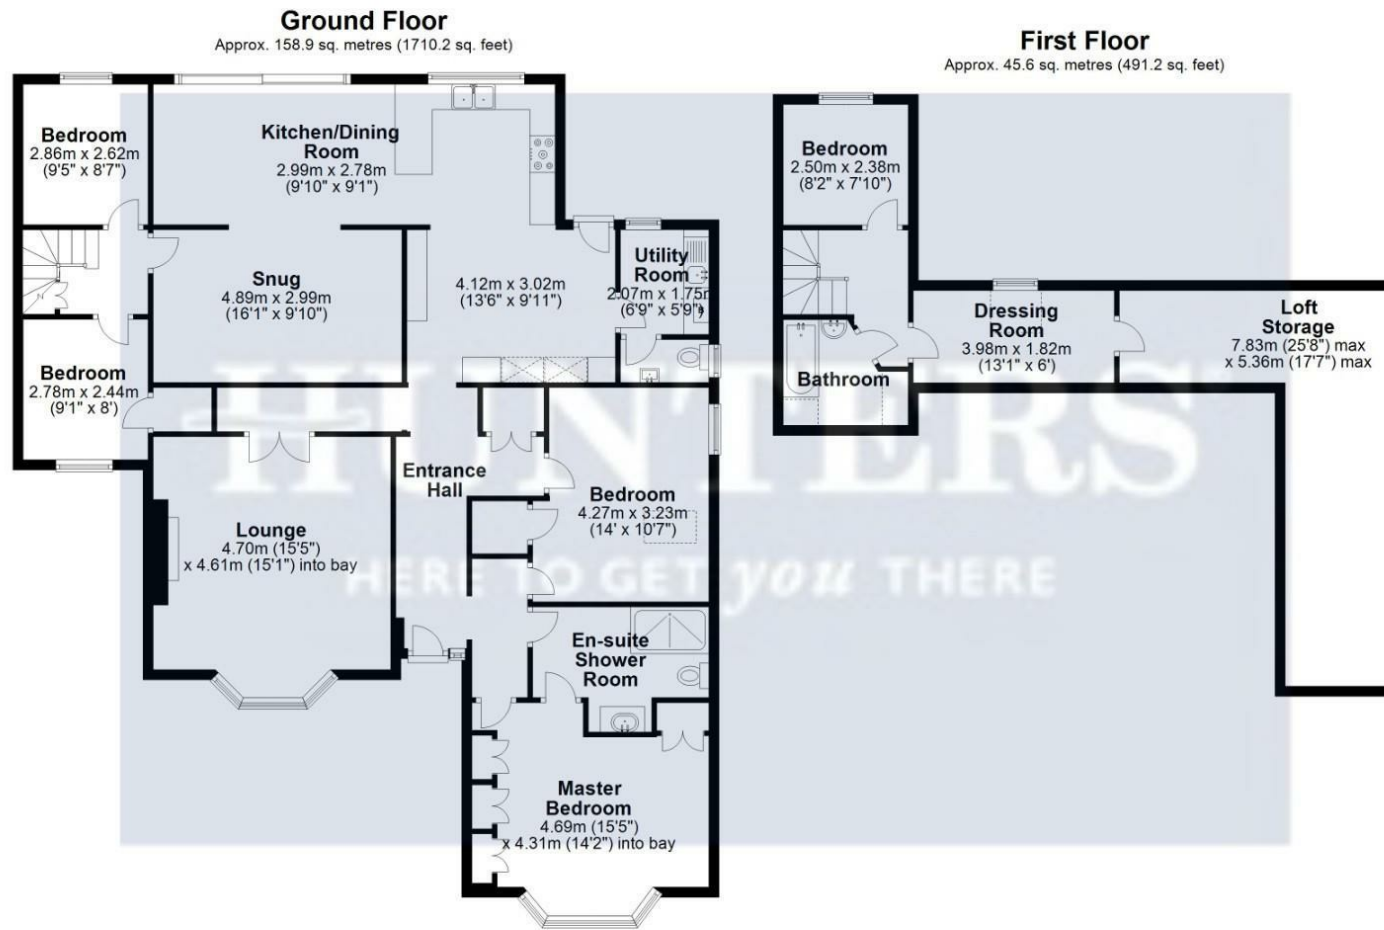 Ground Floor
Approx. 158.9 sq. metres (1710.2 sq. feet)
First Floor
Approx. 45.6 sq. metres (491.2 sq. feet)
Bedroom
2.86m x 2.62m
(9'5" x 8'7")
Kitchen/Dining
Room
2.99m x 2.78m
(9'10" x 9'1")
Bedroom
2.50m x 2.38m
(8'2" x 7'10")
Snug
4.89m x 2.99m
(16'1" x 9'10")
4.12m x 3.02m
(13'6" x 9'11")
Utility
Room
2.07m x 1.75m
(6'9" x 5'9")
Dressing
Room
3.98m x 1.82m
(13'1" x 6')
Loft
Storage
7.83m (25'8") max
x 5.36m (17'7") max
Bedroom
2.78m x 2.44m
(9'1" x 8')
Bathroom
HUNTERS
HERE TO GET you THERE
Entrance
Hall
Bedroom
4.27m x 3.23m
(14' x 10'7")
Lounge
4.70m (15'5")
x 4.61m (15'1") into bay
En-suite
Shower
Room
Master
Bedroom
4.69m (15'5")
x 4.31m (14'2") into bay